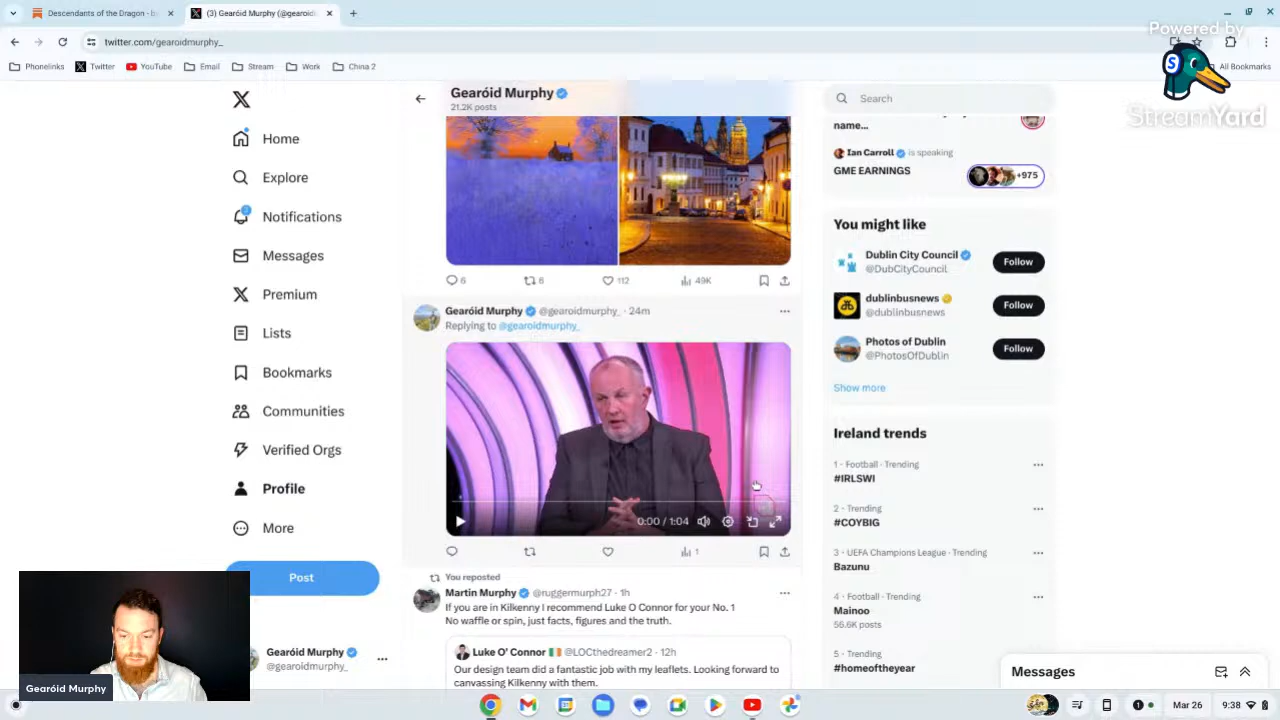 Descendants of the Dragon - B
(3) Gearóid Murphy (@gearoid
twitter.com/gearoidmurphy_
Phonelinks
Twitter
YouTube
Email
Stream
Work
China 2
All Bookmarks
Powered by
StreamYard
Home
Explore
Notifications
Messages
Premium
Lists
Bookmarks
Communities
Verified Orgs
Profile
More
Post
Gearóid Murphy
@gearoidmurphy_
Gearóid Murphy
Gearóid Murphy
21.2K posts
6
6
112
49K
Gearóid Murphy @gearoidmurphy_ · 24m
Replying to @gearoidmurphy_
0:00 / 1:04
1
You reposted
Martin Murphy @ruggermurph27 · 1h
If you are in Kilkenny I recommend Luke O Connor for your No. 1
No waffle or spin, just facts, figures and the truth.
Luke O' Connor @LOCthedreamer2 · 12h
Our design team did a fantastic job with my leaflets. Looking forward to
canvassing Kilkenny with them.
Search
name...
Ian Carroll is speaking
GME EARNINGS
+975
You might like
Dublin City Council
@DubCityCouncil
Follow
dublinbusnews
@dublinbusnews
Follow
Photos of Dublin
@PhotosOfDublin
Follow
Show more
Ireland trends
1 · Football · Trending
#IRLSWI
2 · Trending
#COYBIG
3 · UEFA Champions League · Trending
Bazunu
4 · Football · Trending
Mainoo
56.6K posts
5 · Trending
#homeoftheyear
Messages
1
Mar 26
9:38